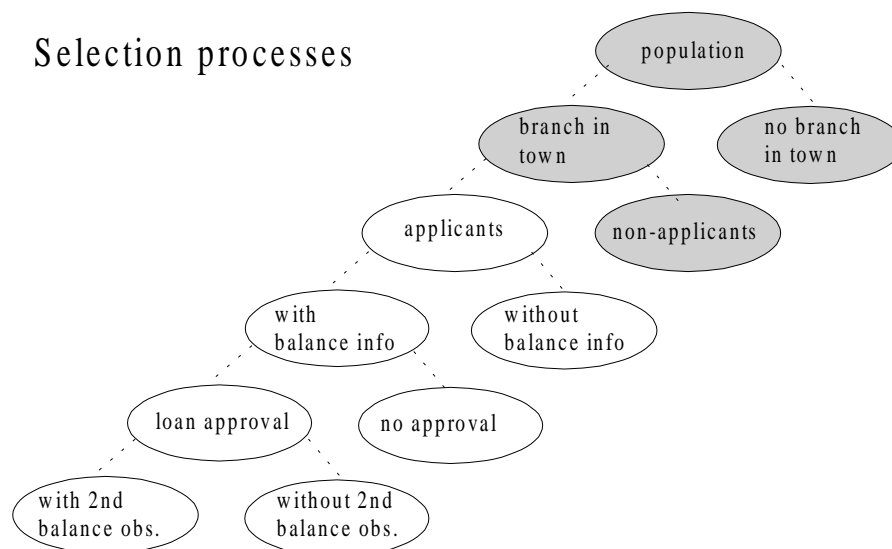 Selection processes
population
branch in
town
no branch
in town
applicants
non-applicants
with
balance info
without
balance info
loan approval
no approval
with 2nd
balance obs.
without 2nd
balance obs.